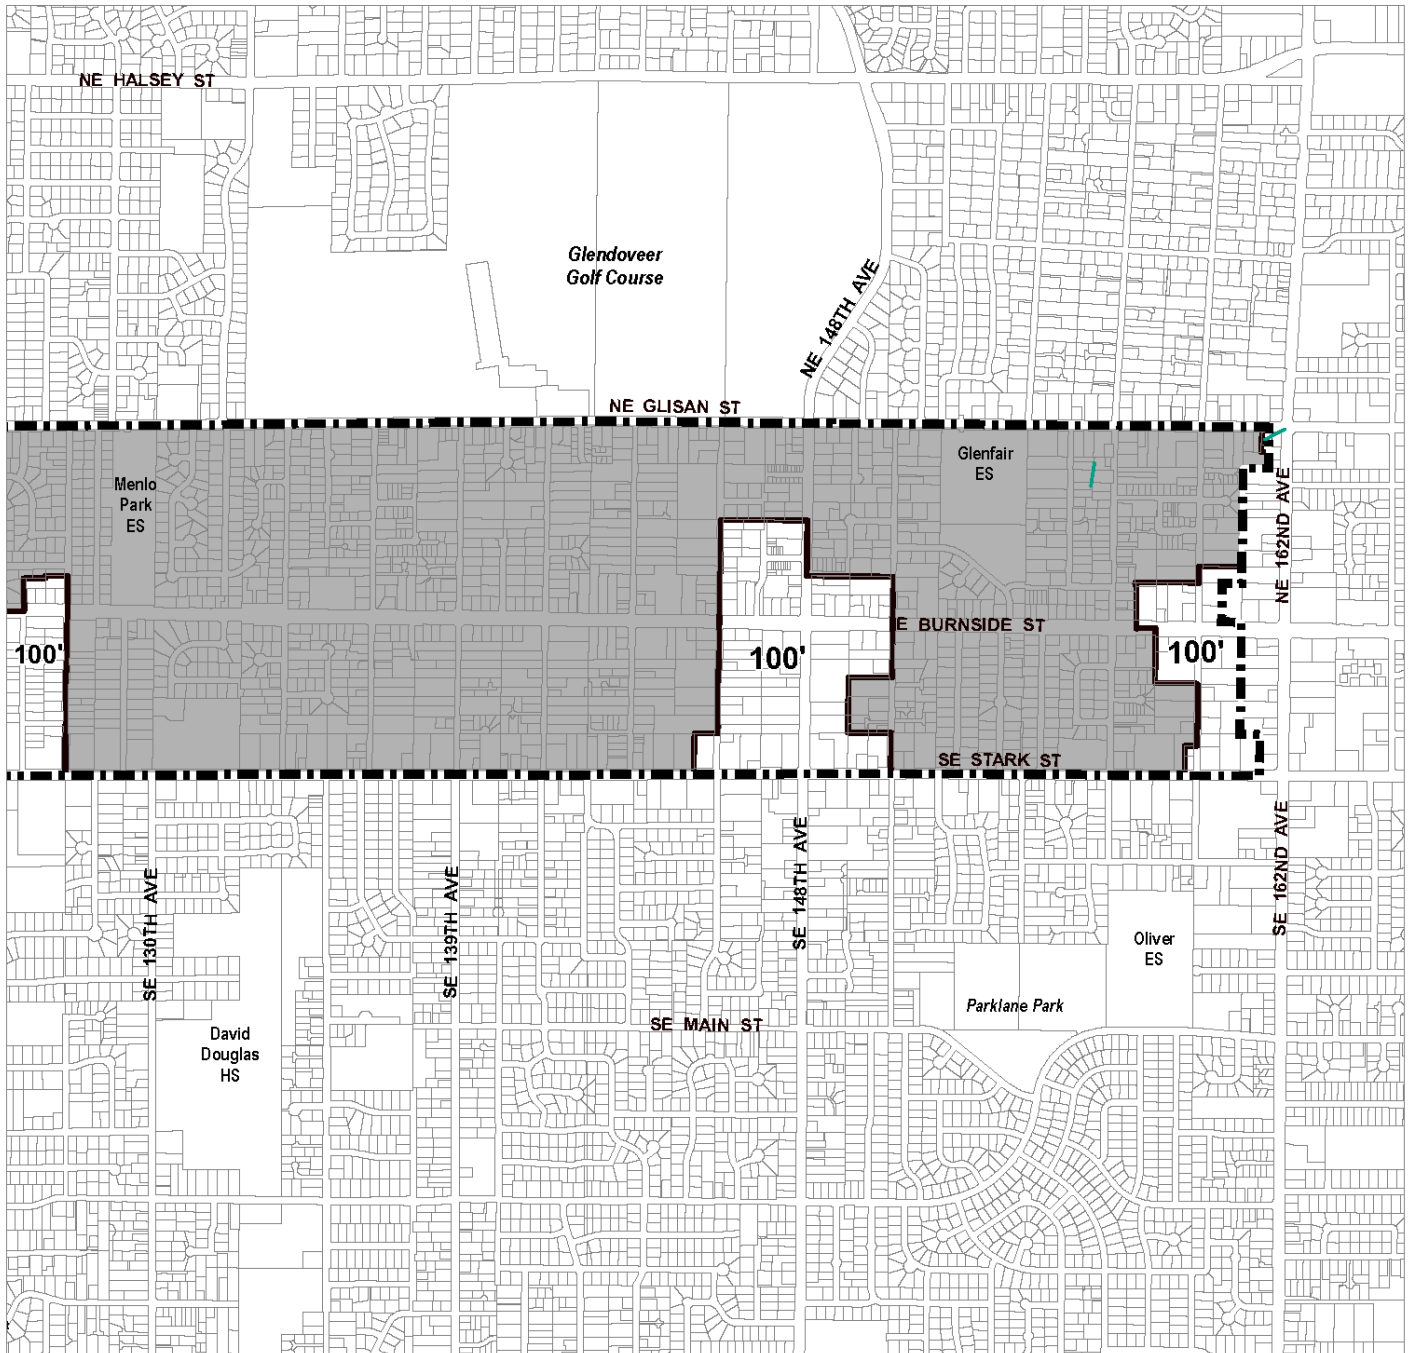 NE HALSEY ST
Glendoveer
Golf Course
NE 148TH AVE
NE GLISAN ST
Glenfair
ES
Menlo
Park
ES
NE 162ND AVE
E BURNSIDE ST
100'
100'
100'
SE STARK ST
SE 130TH AVE
SE 139TH AVE
SE 148TH AVE
SE 162ND AVE
Oliver
ES
Parklane Park
SE MAIN ST
David
Douglas
HS